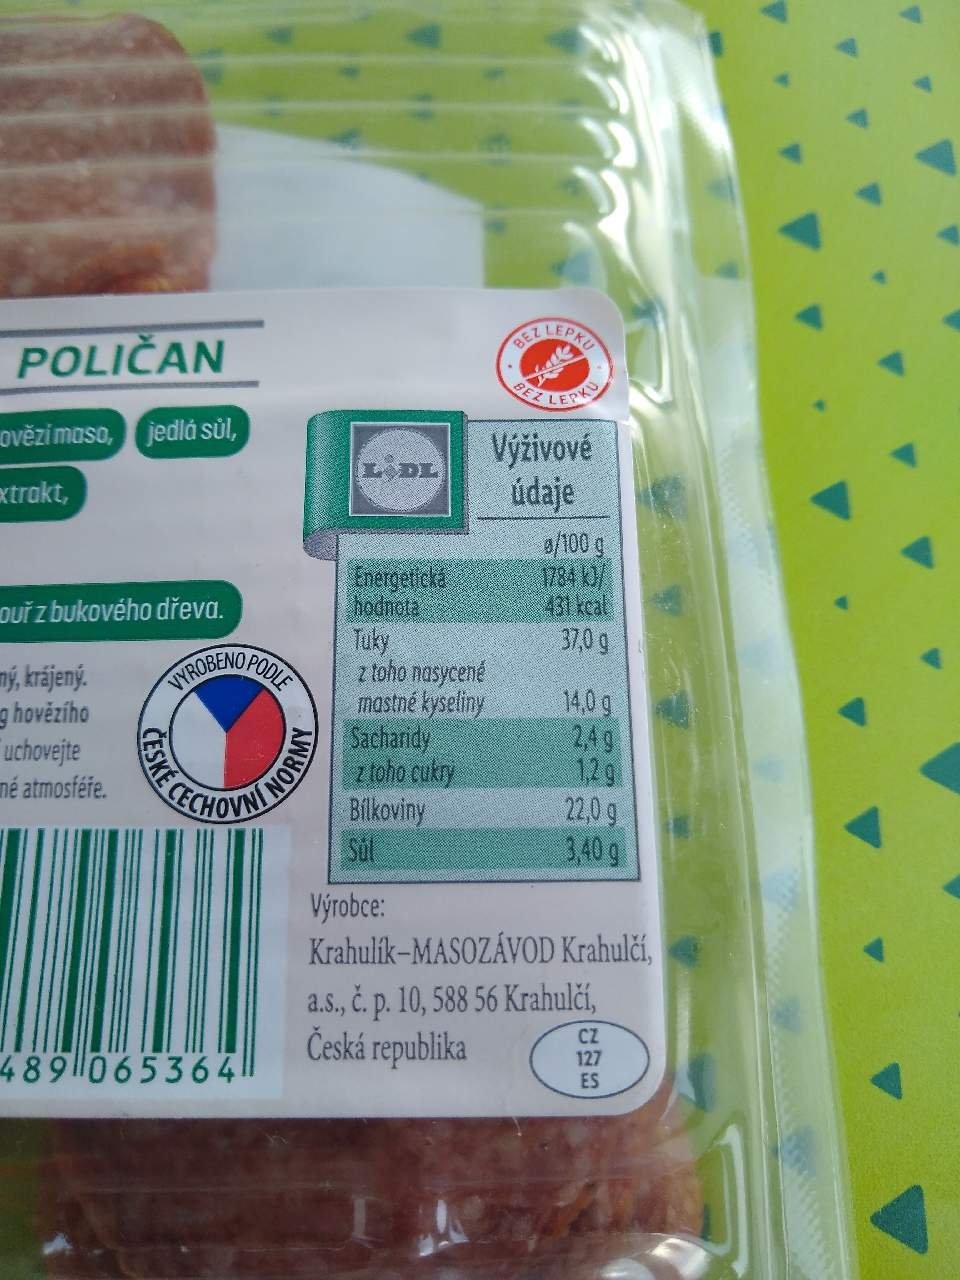 POLIČAN
BEZ LEPKU
BEZ LEPKU
ovězí maso, jedlá sůl,
xtrakt,
ouř z bukového dřeva.
ný, krájený.
g hovězího
uchovejte
né atmosféře.
VYROBENO PODLE
ČESKÉ CECHOVNÍ NORMY
489 065364
LIDL
Výživové
údaje
ø/100 g
Energetická 1784 kJ/
hodnota 431 kcal
Tuky 37,0 g
z toho nasycené
mastné kyseliny 14,0 g
Sacharidy 2,4 g
z toho cukry 1,2 g
Bílkoviny 22,0 g
Sůl 3,40 g
Výrobce:
Krahulík–MASOZÁVOD Krahulčí,
a.s., č. p. 10, 588 56 Krahulčí,
Česká republika
CZ
127
ES